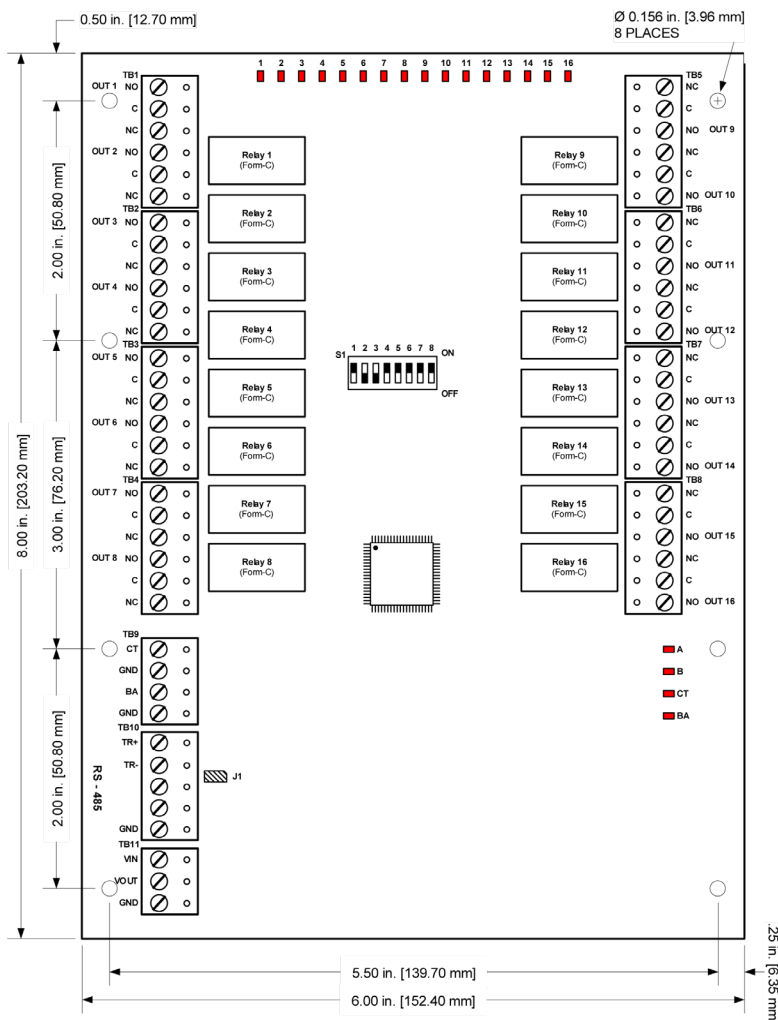 0.50 in. [12.70 mm]
Ø 0.156 in. [3.96 mm]
8 PLACES
1 2 3 4 5 6 7 8 9 10 11 12 13 14 15 16
TB1
OUT 1 NO
C
NC
OUT 2 NO
C
NC
TB2
OUT 3 NO
C
NC
OUT 4 NO
C
NC
TB3
OUT 5 NO
C
NC
OUT 6 NO
C
NC
TB4
OUT 7 NO
C
NC
OUT 8 NO
C
NC
TB9
CT
GND
BA
GND
TB10
TR+
TR-
GND
RS - 485
J1
TB11
VIN
VOUT
GND
Relay 1
(Form-C)
Relay 2
(Form-C)
Relay 3
(Form-C)
Relay 4
(Form-C)
Relay 5
(Form-C)
Relay 6
(Form-C)
Relay 7
(Form-C)
Relay 8
(Form-C)
1 2 3 4 5 6 7 8
S1
ON
OFF
Relay 9
(Form-C)
Relay 10
(Form-C)
Relay 11
(Form-C)
Relay 12
(Form-C)
Relay 13
(Form-C)
Relay 14
(Form-C)
Relay 15
(Form-C)
Relay 16
(Form-C)
TB5
NC
C
NO OUT 9
NC
C
NO OUT 10
TB6
NC
C
NO OUT 11
NC
C
NO OUT 12
TB7
NC
C
NO OUT 13
NC
C
NO OUT 14
TB8
NC
C
NO OUT 15
NC
C
NO OUT 16
A
B
CT
BA
2.00 in. [50.80 mm]
3.00 in. [76.20 mm]
8.00 in. [203.20 mm]
2.00 in. [50.80 mm]
5.50 in. [139.70 mm]
6.00 in. [152.40 mm]
.25 in. [6.35 mm